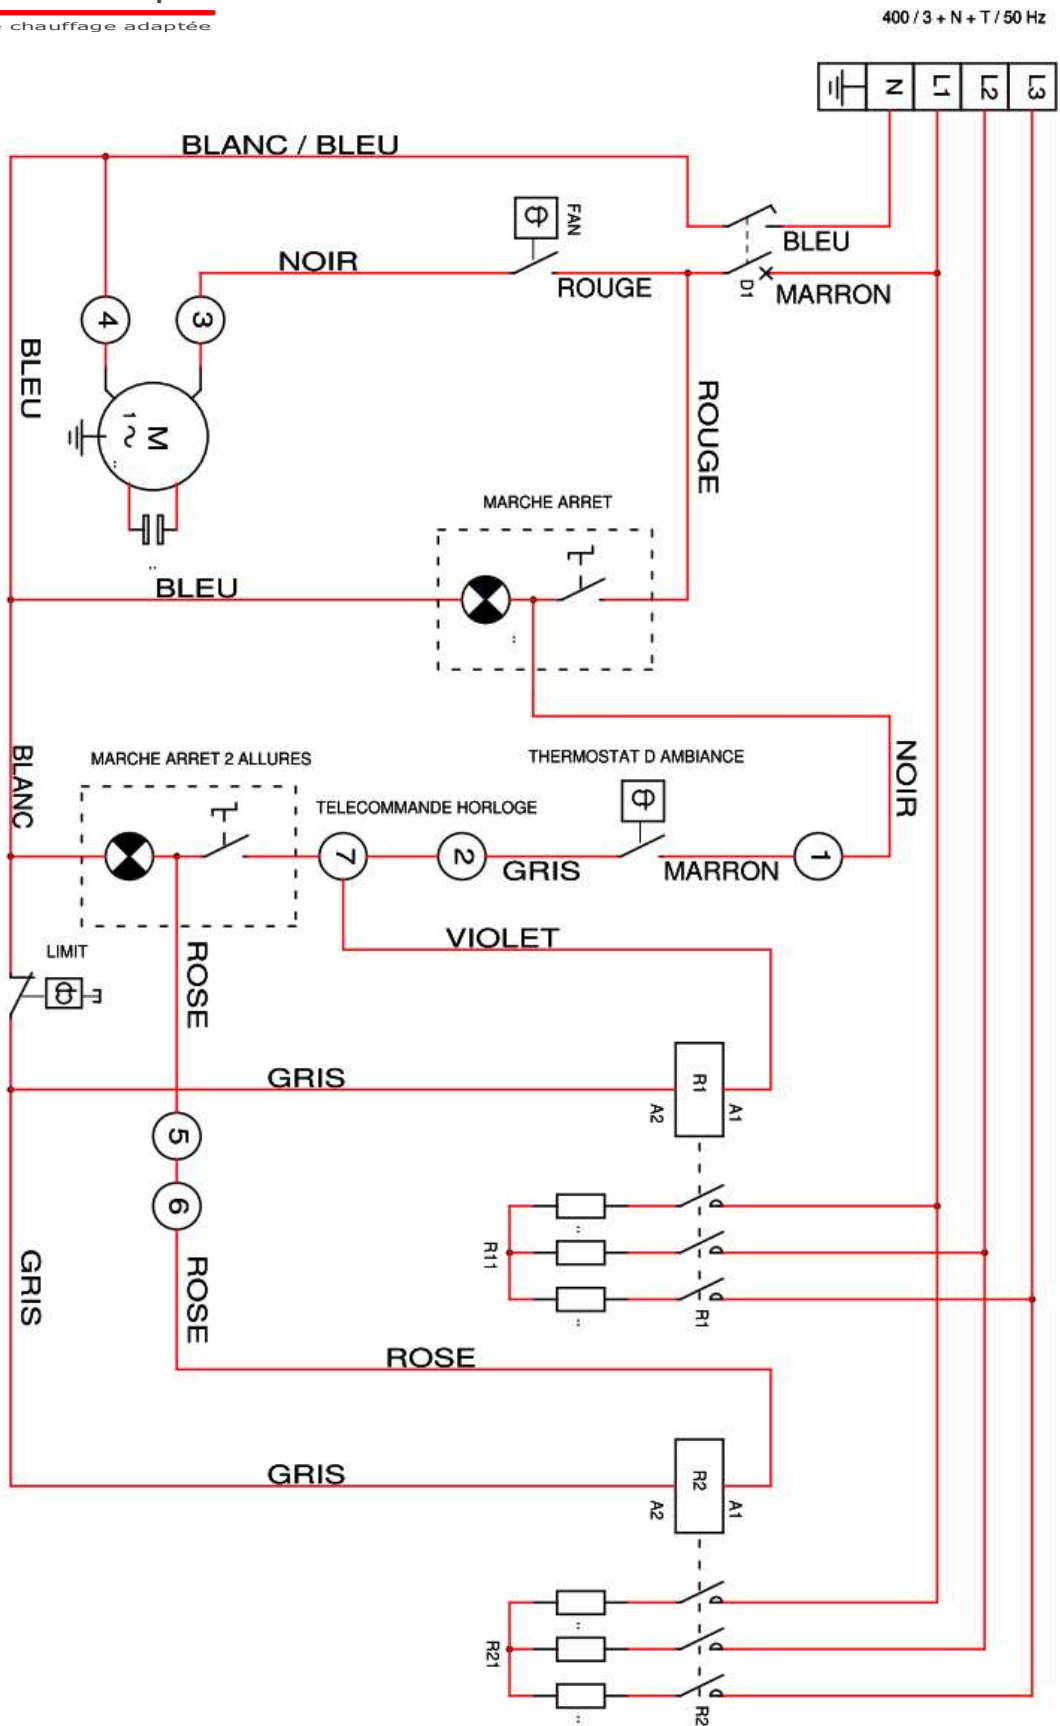 chauffage adaptée
400 / 3 + N + T / 50 Hz
N L1 L2 L3
BLANC / BLEU
FAN
BLEU
NOIR
ROUGE
D1
MARRON
4
3
BLEU
M
1 ~
ROUGE
MARCHE ARRET
BLEU
NOIR
BLANC
MARCHE ARRET 2 ALLURES
THERMOSTAT D AMBIANCE
TELECOMMANDE HORLOGE
7
2
GRIS
MARRON
1
VIOLET
LIMIT
ROSE
GRIS
R1
A2
A1
5
6
R11
R1
GRIS
ROSE
ROSE
GRIS
R2
A2
A1
R21
R2